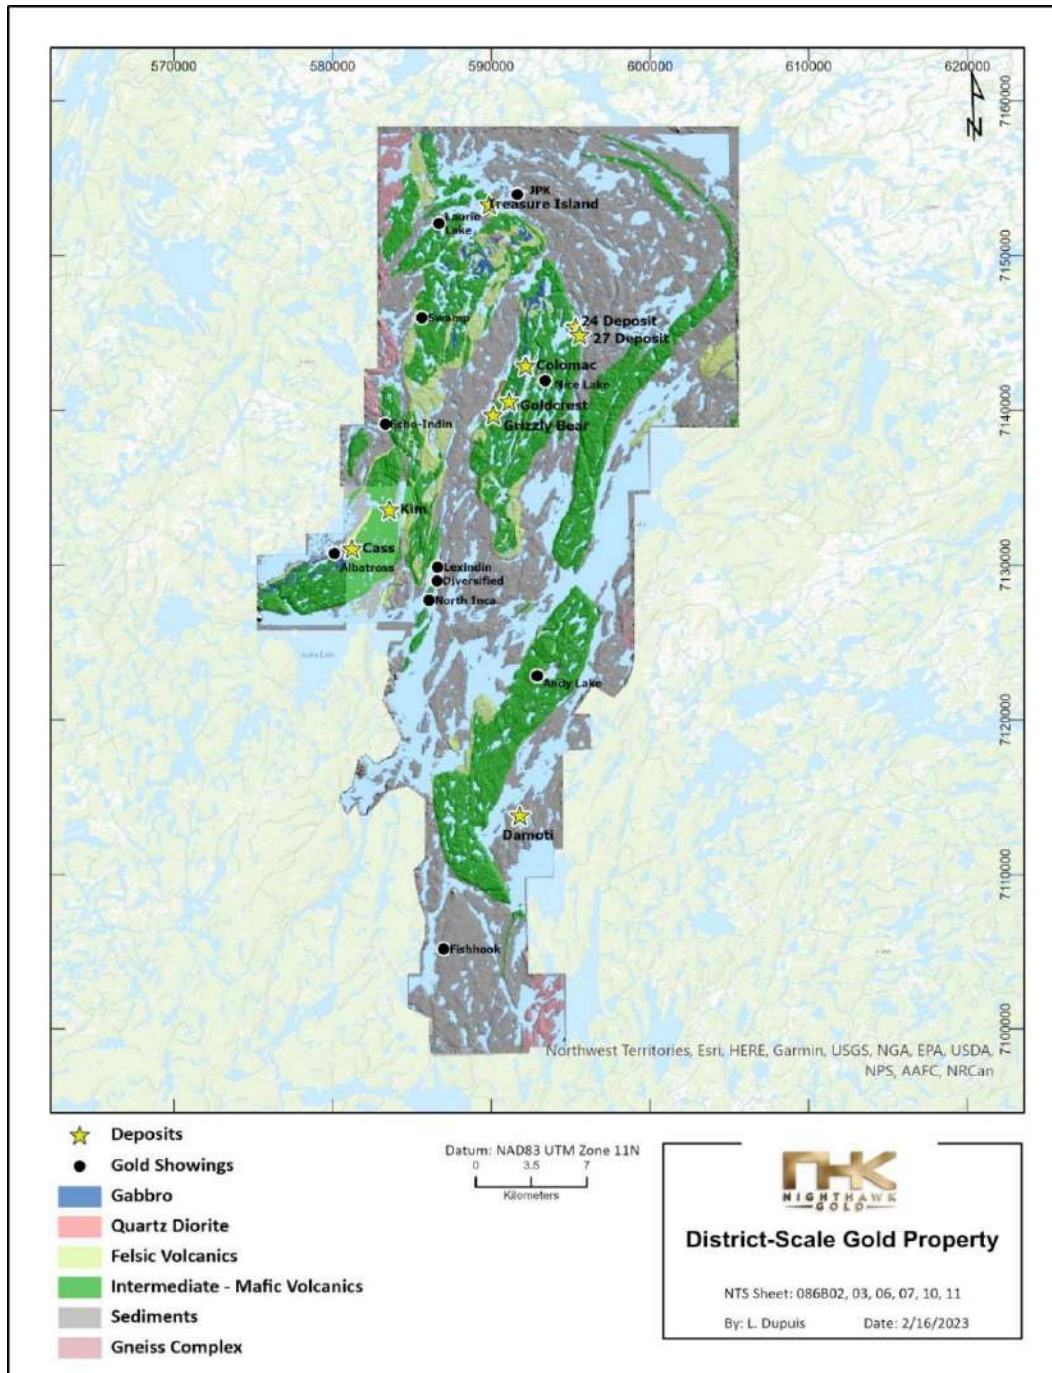 570000
580000
590000
600000
610000
620000
7160000
N
JPK
Treasure Island
Laurie
Lake
7150000
Swamp
24 Deposit
27 Deposit
Colomac
Nice Lake
Goldcrest
7140000
Grizzly Bear
Echo-Indin
Kim
Cass
Albatross
Lexindin
7130000
Diversified
North Inca
Andy Lake
7120000
Damoti
7110000
Fishhook
7100000
Northwest Territories, Esri, HERE, Garmin, USGS, NGA, EPA, USDA,
NPS, AAFC, NRCan
Deposits
Gold Showings
Gabbro
Quartz Diorite
Felsic Volcanics
Intermediate - Mafic Volcanics
Sediments
Gneiss Complex
Datum: NAD83 UTM Zone 11N
0 3.5 7
Kilometers
NHK
NIGHTHAWK
GOLD
District-Scale Gold Property
NTS Sheet: 086B02, 03, 06, 07, 10, 11
By: L. Dupuis Date: 2/16/2023